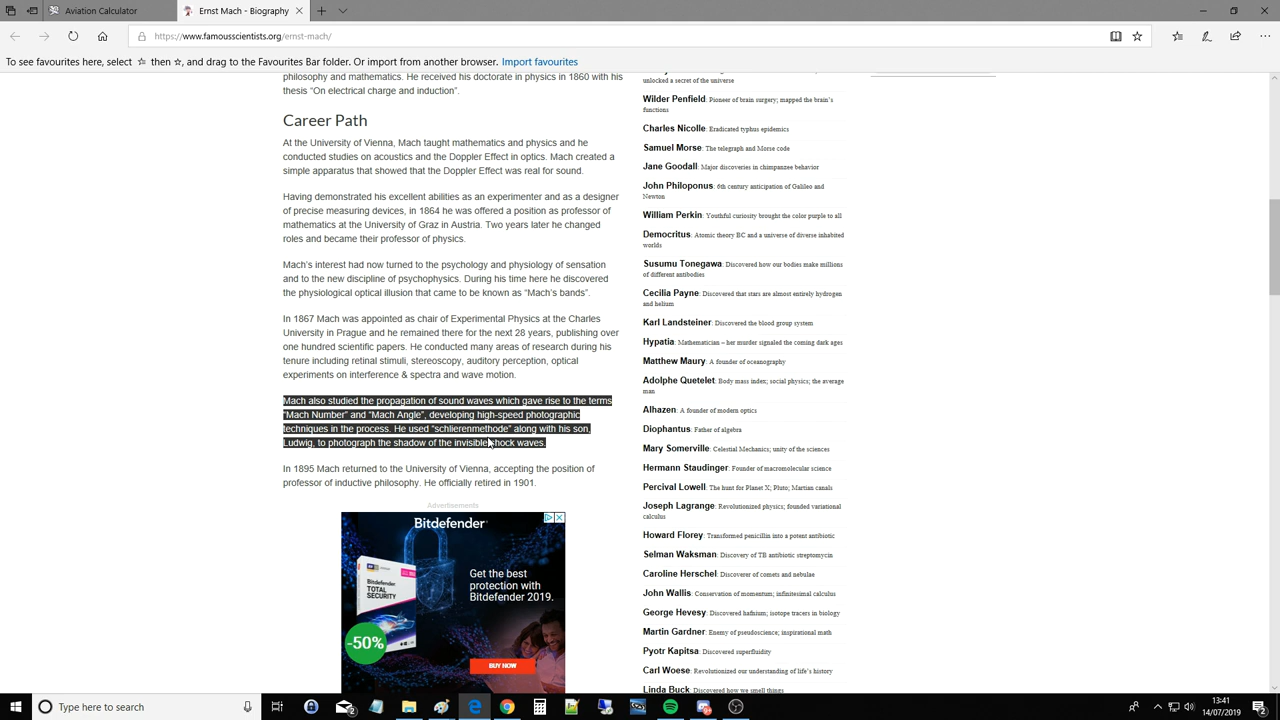 Aviation Calculator
Ernst Mach - Biography
https://www.famousscientists.org/ernst-mach/
To see favourites here, select ☆ then ☆, and drag to the Favourites Bar folder. Or import from another browser. Import favourites
philosophy and mathematics. He received his doctorate in physics in 1860 with his
thesis “On electrical charge and induction”.
Career Path
At the University of Vienna, Mach taught mathematics and physics and he
conducted studies on acoustics and the Doppler Effect in optics. Mach created a
simple apparatus that showed that the Doppler Effect was real for sound.
Having demonstrated his excellent abilities as an experimenter and as a designer
of precise measuring devices, in 1864 he was offered a position as professor of
mathematics at the University of Graz in Austria. Two years later he changed
roles and became their professor of physics.
Mach’s interest had now turned to the psychology and physiology of sensation
and to the new discipline of psychophysics. During his time here he discovered
the physiological optical illusion that came to be known as “Mach’s bands”.
In 1867 Mach was appointed as chair of Experimental Physics at the Charles
University in Prague and he remained there for the next 28 years, publishing over
one hundred scientific papers. He conducted many areas of research during his
tenure including retinal stimuli, stereoscopy, auditory perception, optical
experiments on interference & spectra and wave motion.
Mach also studied the propagation of sound waves which gave rise to the terms
“Mach Number” and “Mach Angle”, developing high-speed photographic
techniques in the process. He used “schlierenmethode” along with his son,
Ludwig, to photograph the shadow of the invisible shock waves.
In 1895 Mach returned to the University of Vienna, accepting the position of
professor of inductive philosophy. He officially retired in 1901.
Advertisements
Bitdefender
Get the best
protection with
Bitdefender 2019.
Bitdefender
TOTAL
SECURITY
-50%
BUY NOW
unlocked a secret of the universe
Wilder Penfield: Pioneer of brain surgery; mapped the brain’s
functions
Charles Nicolle: Eradicated typhus epidemics
Samuel Morse: The telegraph and Morse code
Jane Goodall: Major discoveries in chimpanzee behavior
John Philoponus: 6th century anticipation of Galileo and
Newton
William Perkin: Youthful curiosity brought the color purple to all
Democritus: Atomic theory BC and a universe of diverse inhabited
worlds
Susumu Tonegawa: Discovered how our bodies make millions
of different antibodies
Cecilia Payne: Discovered that stars are almost entirely hydrogen
and helium
Karl Landsteiner: Discovered the blood group system
Hypatia: Mathematician – her murder signaled the coming dark ages
Matthew Maury: A founder of oceanography
Adolphe Quetelet: Body mass index; social physics; the average
man
Alhazen: A founder of modern optics
Diophantus: Father of algebra
Mary Somerville: Celestial Mechanics; unity of the sciences
Hermann Staudinger: Founder of macromolecular science
Percival Lowell: The hunt for Planet X; Pluto; Martian canals
Joseph Lagrange: Revolutionized physics; founded variational
calculus
Howard Florey: Transformed penicillin into a potent antibiotic
Selman Waksman: Discovery of TB antibiotic streptomycin
Caroline Herschel: Discoverer of comets and nebulae
John Wallis: Conservation of momentum; infinitesimal calculus
George Hevesy: Discovered hafnium; isotope tracers in biology
Martin Gardner: Enemy of pseudoscience; inspirational math
Pyotr Kapitsa: Discovered superfluidity
Carl Woese: Revolutionized our understanding of life’s history
Linda Buck: Discovered how we smell things
Type here to search
13:41
14/07/2019